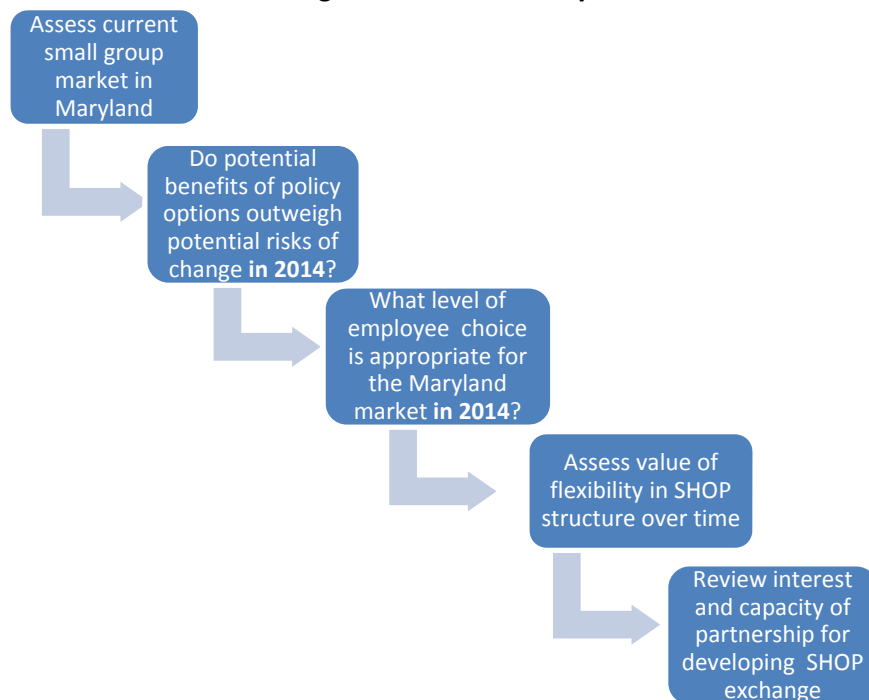 Assess current
small group
market in
Maryland
Do potential
benefits of policy
options outweigh
potential risks of
change in 2014?
What level of
employee choice
is appropriate for
the Maryland
market in 2014?
Assess value of
flexibility in SHOP
structure over time
Review interest
and capacity of
partnership for
developing SHOP
exchange